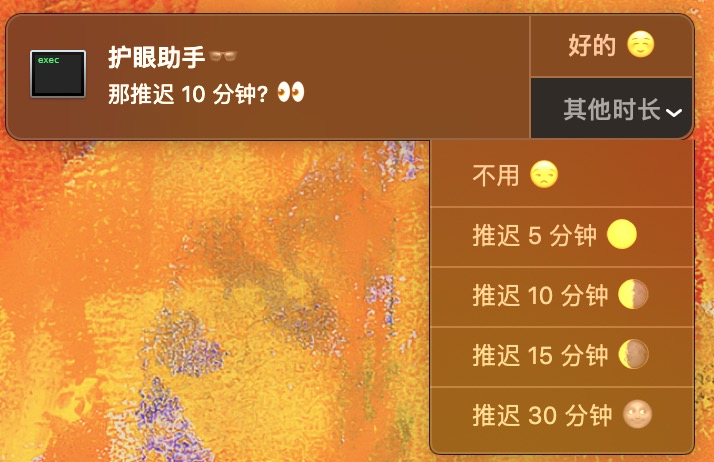 exec
护眼助手🕶️
那推迟 10 分钟? 👀
好的 ☺️
其他时长
不用 😒
推迟 5 分钟 🌕
推迟 10 分钟 🌗
推迟 15 分钟 🌗
推迟 30 分钟 🌝